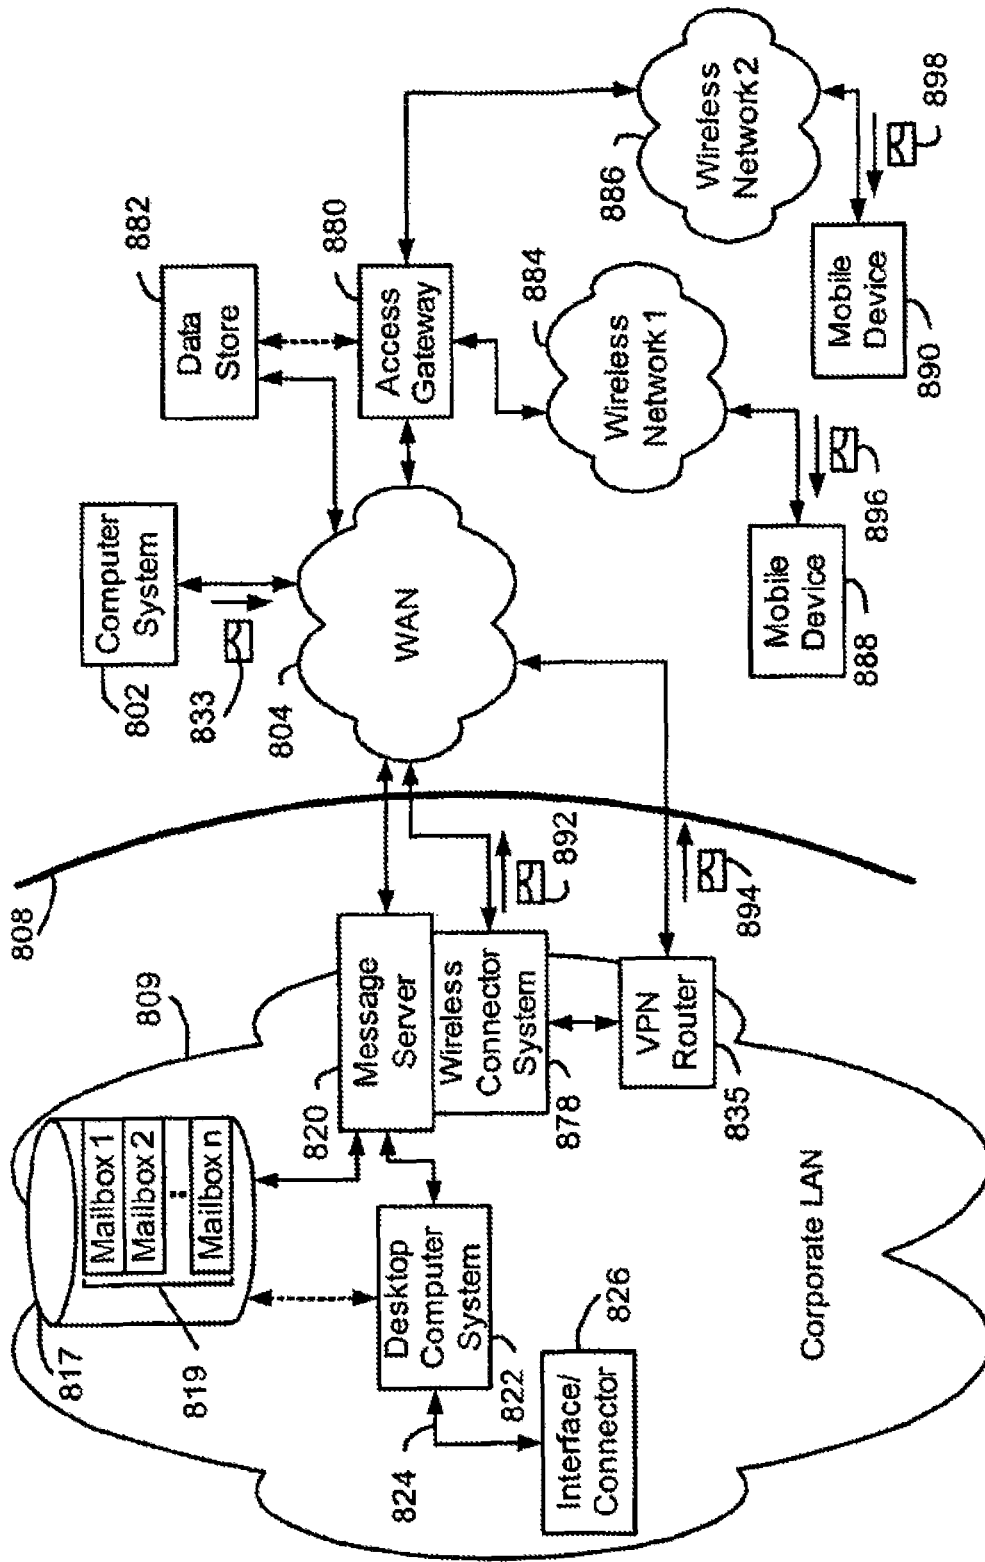 817
819
Mailbox 1
Mailbox 2
Mailbox n
809
808
820
Message
Server
Wireless
Connector
System
878
892
VPN
Router
835
894
Desktop
Computer
System
822
824
826
Interface/
Connector
Corporate LAN
802
Computer
System
833
804
WAN
882
Data
Store
880
Access
Gateway
884
Wireless
Network 1
886
Wireless
Network 2
Mobile
Device
888
896
Mobile
Device
890
898